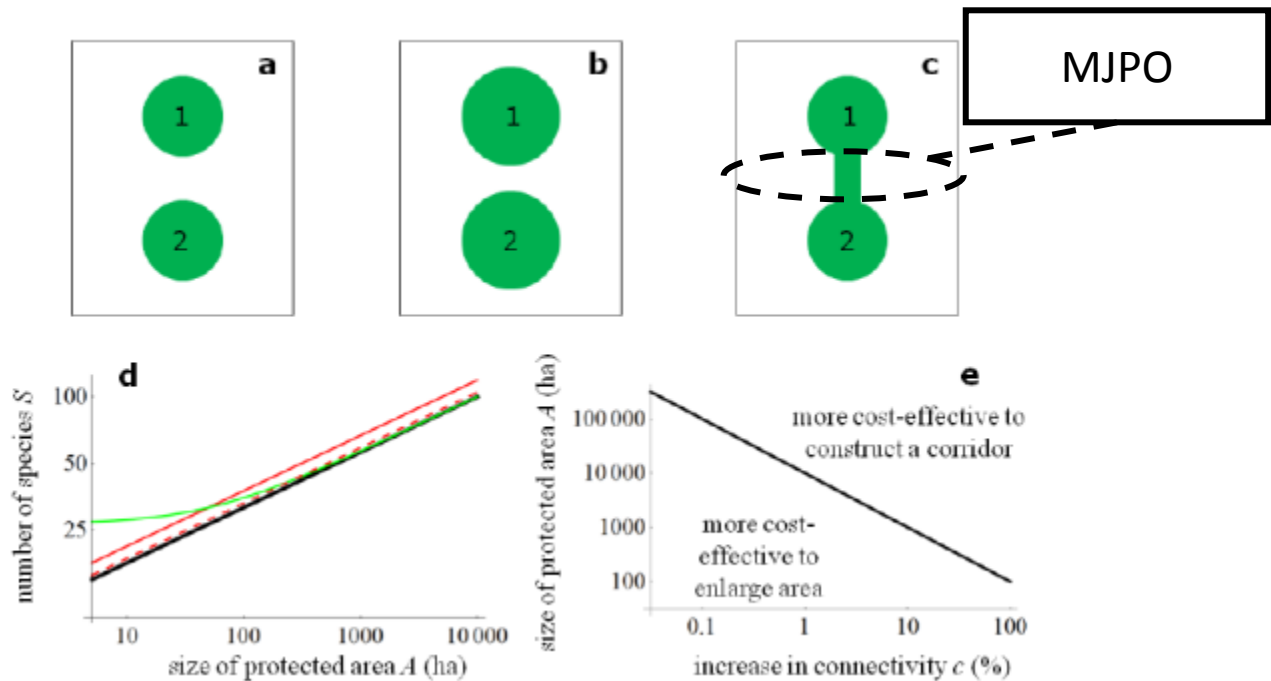 a
1
2
b
1
2
c
1
2
MJPO
d
number of species S
100
50
25
10
100
1000
10 000
size of protected area A (ha)
e
size of protected area A (ha)
100 000
10 000
1000
100
more cost-effective to
construct a corridor
more cost-
effective to
enlarge area
0.1
1
10
100
increase in connectivity c (%)